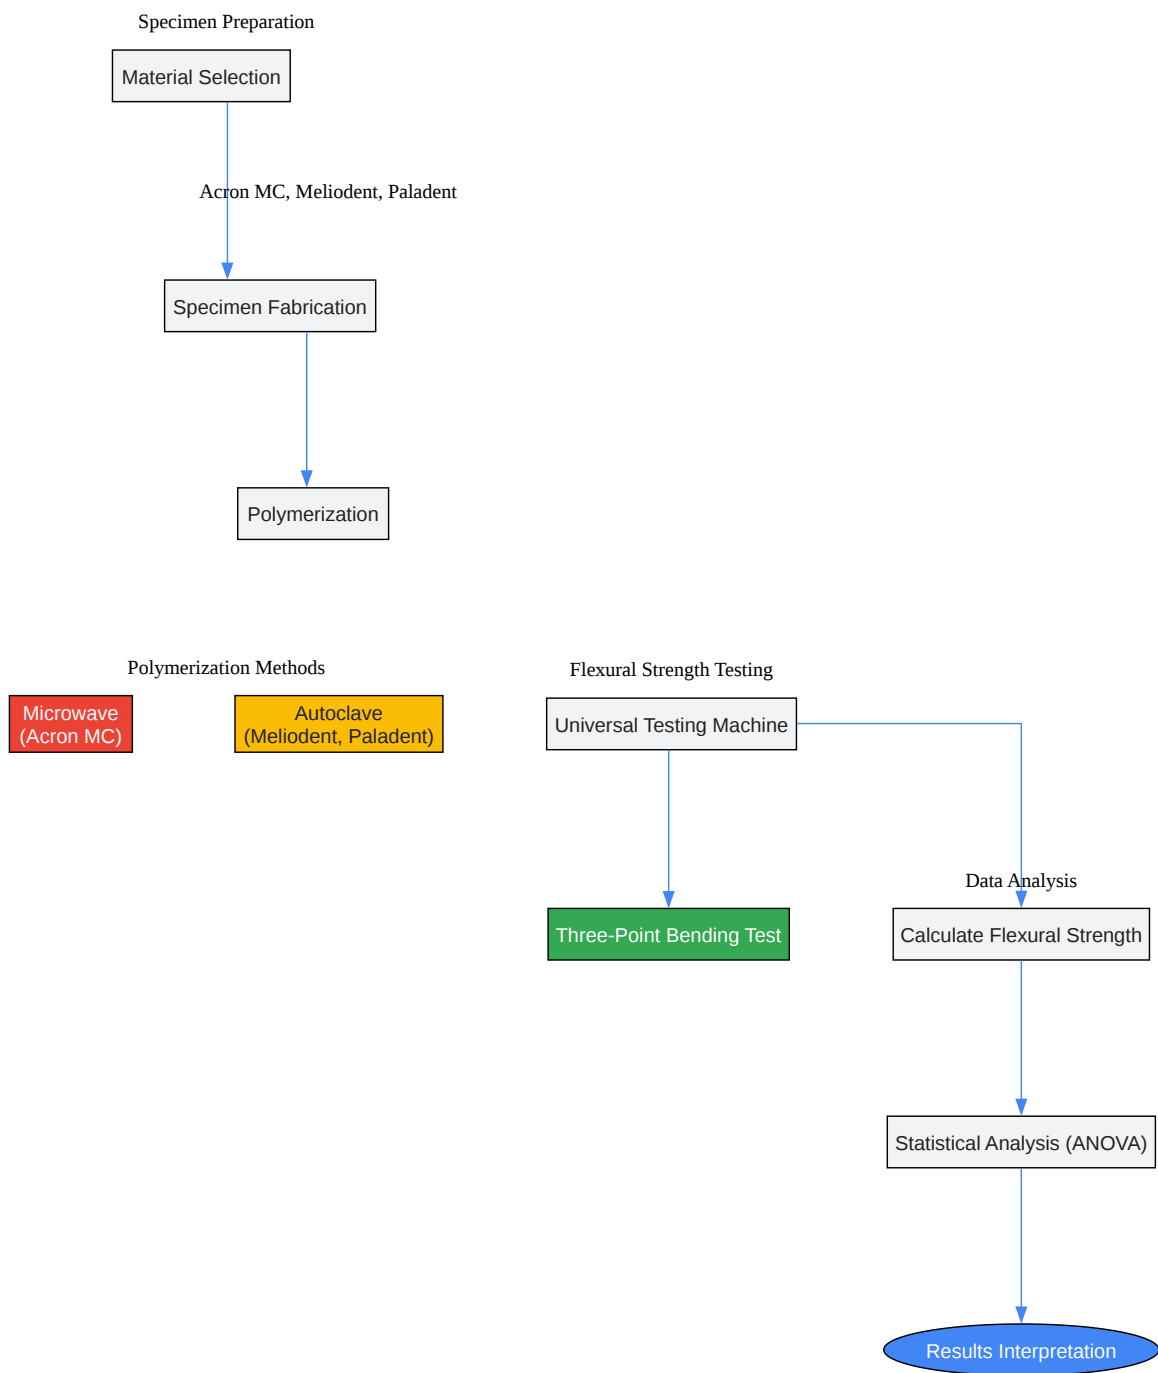 Specimen Preparation
Material Selection
Acron MC, Meliodent, Paladent
Specimen Fabrication
Polymerization
Polymerization Methods
Microwave
(Acron MC)
Autoclave
(Meliodent, Paladent)
Flexural Strength Testing
Universal Testing Machine
Three-Point Bending Test
Data Analysis
Calculate Flexural Strength
Statistical Analysis (ANOVA)
Results Interpretation